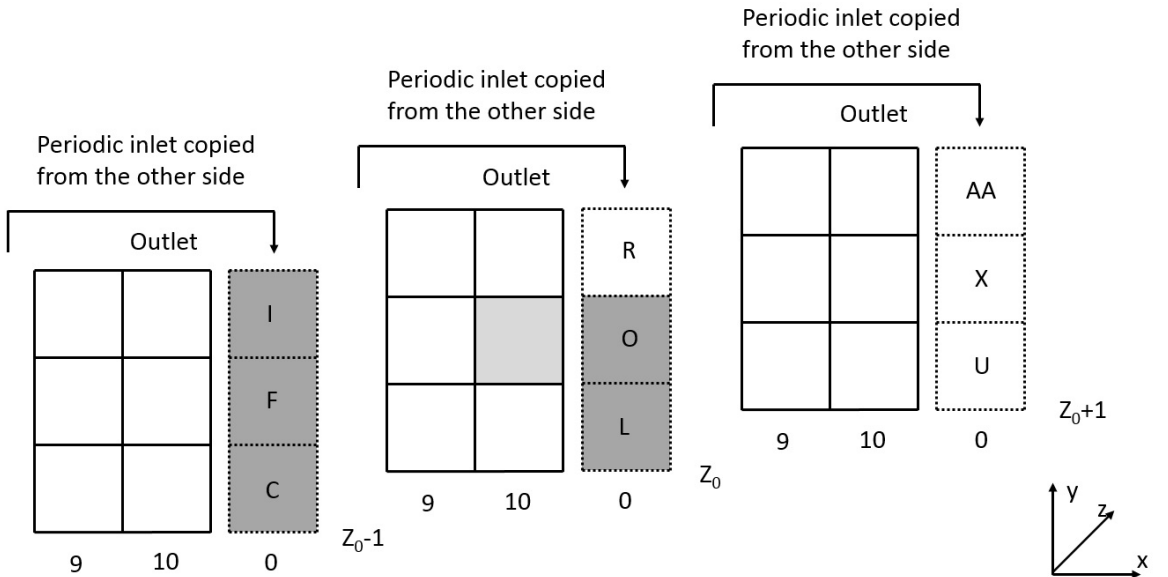 Periodic inlet copied
from the other side
Outlet
I
F
C
9 10 0
Z0-1
Periodic inlet copied
from the other side
Outlet
R
O
L
9 10 0
Z0
Periodic inlet copied
from the other side
Outlet
AA
X
U
9 10 0
Z0+1
y
z
x